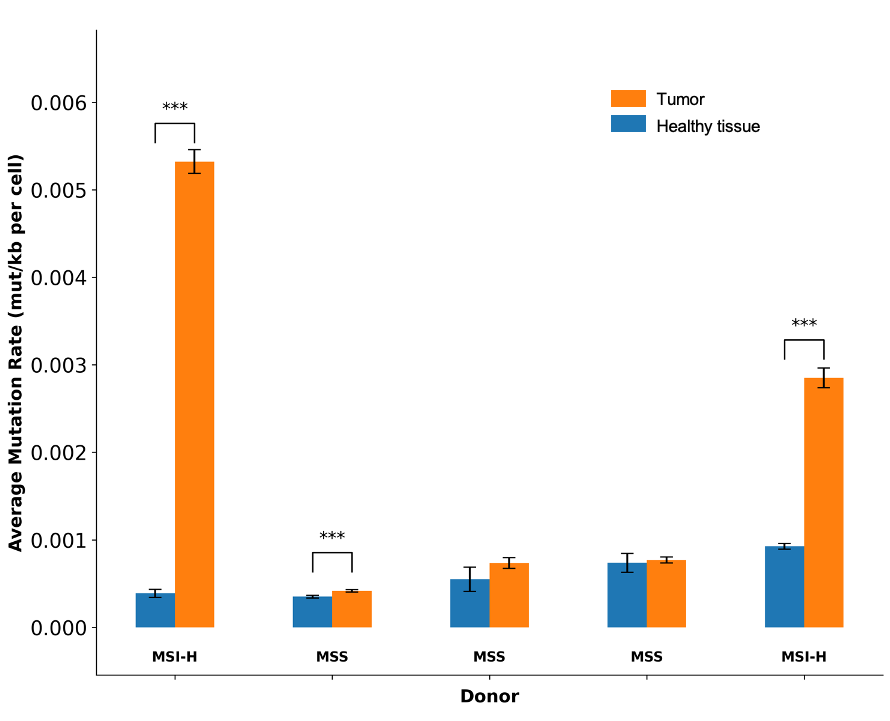 Average Mutation Rate (mut/kb per cell)
0.006
0.005
0.004
0.003
0.002
0.001
0.000
***
***
***
Tumor
Healthy tissue
MSI-H
MSS
MSS
MSS
MSI-H
Donor